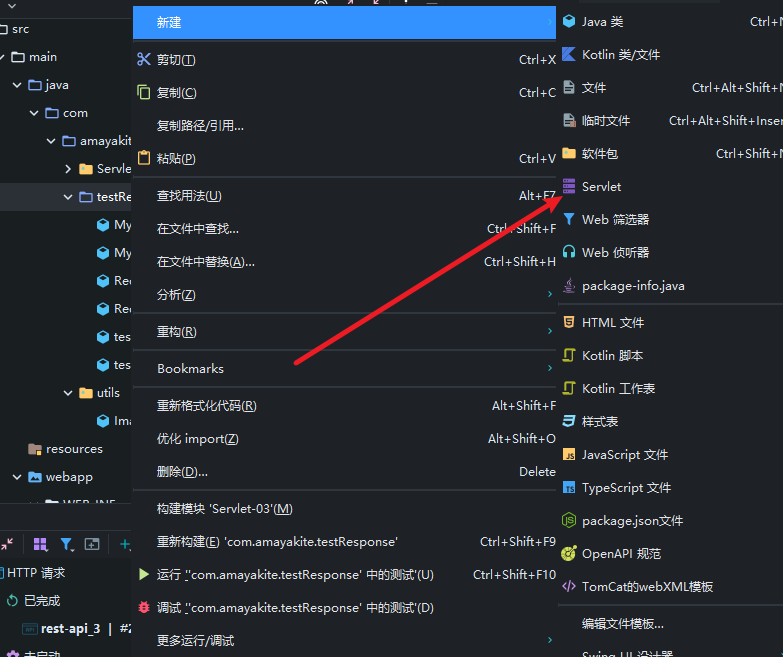 src
main
java
com
amayakit
Servle
testRe
My
My
Rec
Re
tes
tes
utils
Ima
resources
webapp
WEB-INF
HTTP 请求
已完成
rest-api_3 | #2
未启动
新建
剪切(T) Ctrl+X
复制(C) Ctrl+C
复制路径/引用...
粘贴(P) Ctrl+V
查找用法(U) Alt+F7
在文件中查找... Ctrl+Shift+F
在文件中替换(A)... Ctrl+Shift+H
分析(Z)
重构(R)
Bookmarks
重新格式化代码(R) Alt+Shift+F
优化 import(Z) Alt+Shift+O
删除(D)... Delete
构建模块 'Servlet-03'(M)
重新构建(E) 'com.amayakite.testResponse' Ctrl+Shift+F9
运行 ''com.amayakite.testResponse' 中的测试'(U) Ctrl+Shift+F10
调试 ''com.amayakite.testResponse' 中的测试'(D)
更多运行/调试
Java 类 Ctrl+N
Kotlin 类/文件
文件 Ctrl+Alt+Shift+N
临时文件 Ctrl+Alt+Shift+Inser
软件包 Ctrl+Shift+N
Servlet
Web 筛选器
Web 侦听器
package-info.java
HTML 文件
Kotlin 脚本
Kotlin 工作表
样式表
JavaScript 文件
TypeScript 文件
package.json文件
OpenAPI 规范
TomCat的webXML模板
编辑文件模板...
Swing UI 设计器